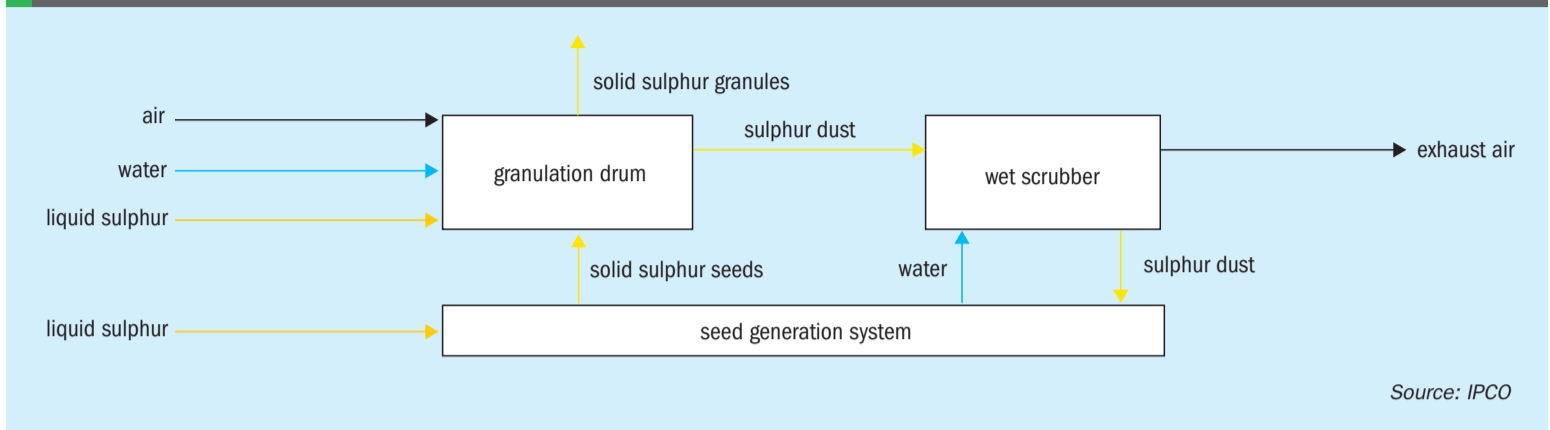 solid sulphur granules
air
sulphur dust
exhaust air
water
granulation drum
wet scrubber
liquid sulphur
solid sulphur seeds
water
sulphur dust
liquid sulphur
seed generation system
Source: IPCO